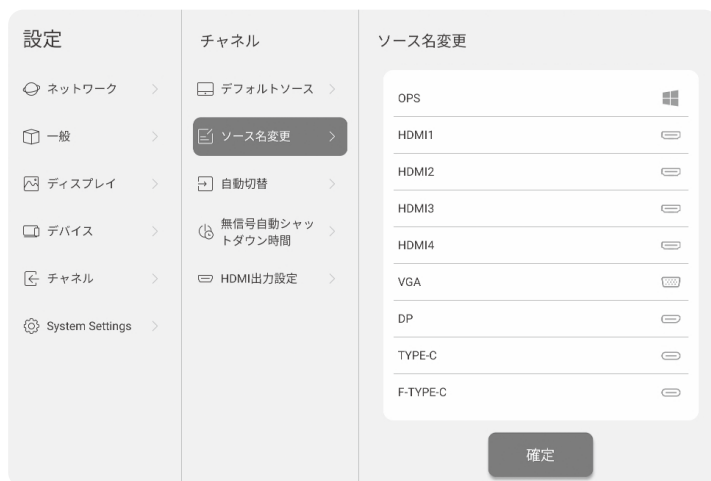 設定
ネットワーク
一般
ディスプレイ
デバイス
チャネル
System Settings
チャネル
デフォルトソース
ソース名変更
自動切替
無信号自動シャッ
トダウン時間
HDMI出力設定
ソース名変更
OPS
HDMI1
HDMI2
HDMI3
HDMI4
VGA
DP
TYPE-C
F-TYPE-C
確定